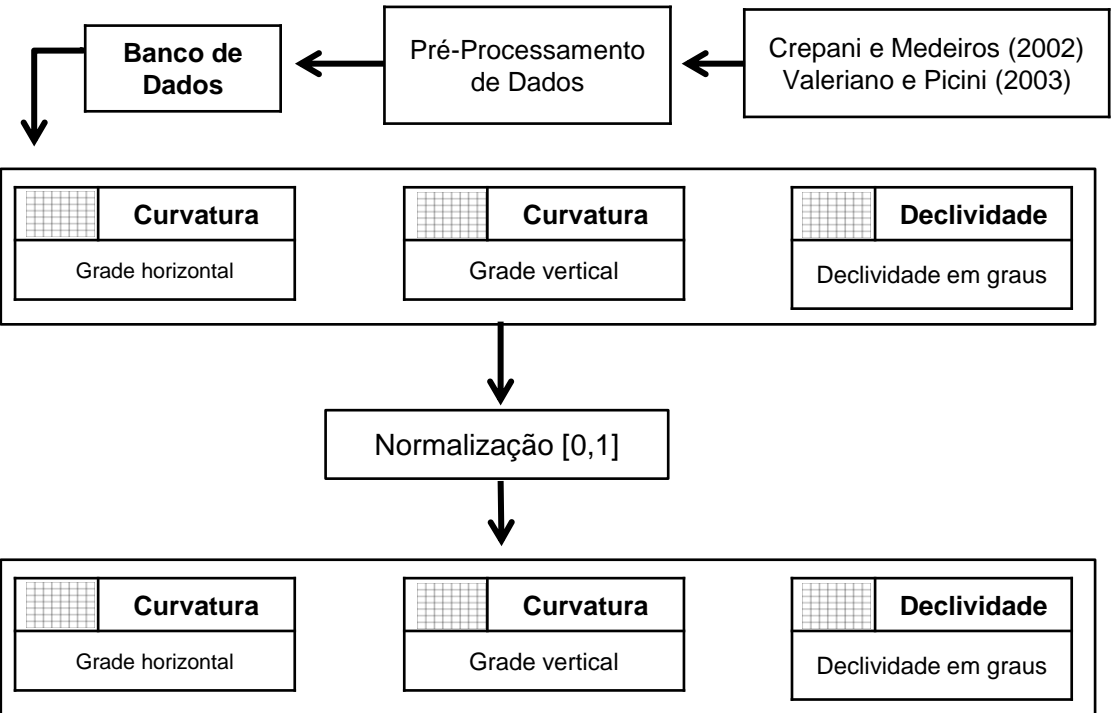 Banco de
Dados
Pré-Processamento
de Dados
Crepani e Medeiros (2002)
Valeriano e Picini (2003)
Curvatura
Grade horizontal
Curvatura
Grade vertical
Declividade
Declividade em graus
Normalização [0,1]
Curvatura
Grade horizontal
Curvatura
Grade vertical
Declividade
Declividade em graus